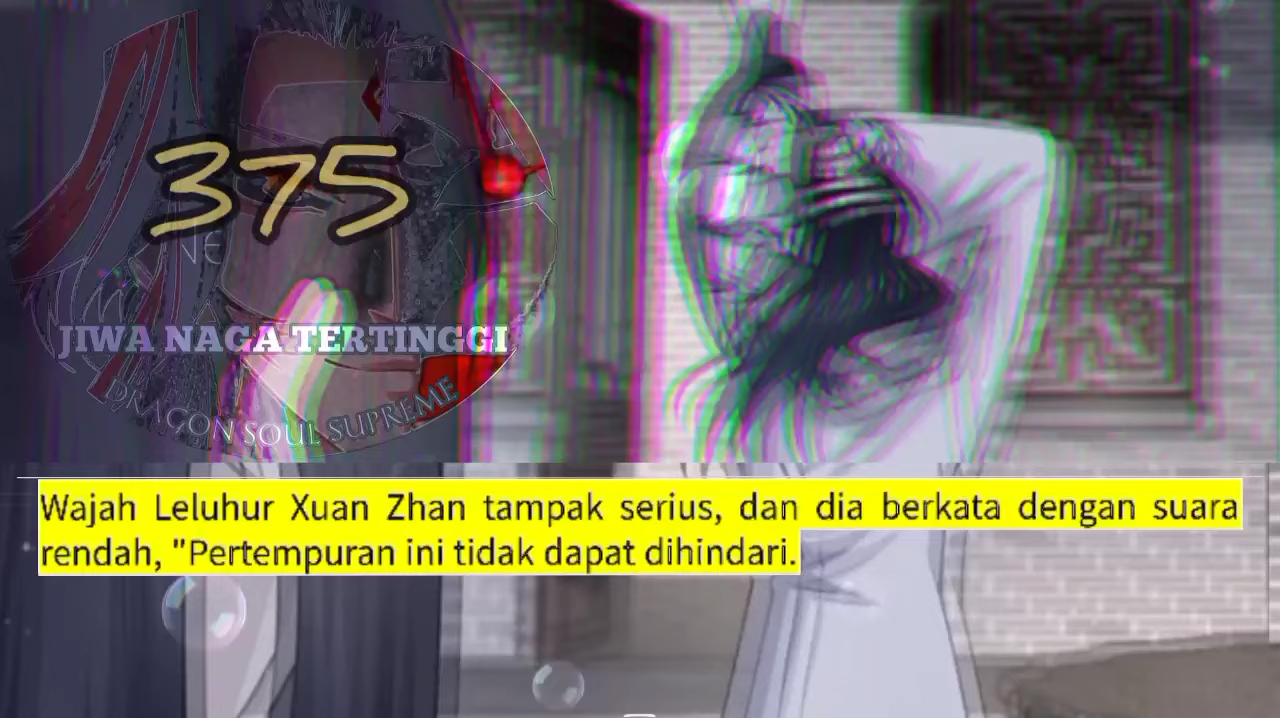 375
NE
JIWA NAGA TERTINGGI
DRAGON SOUL SUPREME
Wajah Leluhur Xuan Zhan tampak serius, dan dia berkata dengan suara
rendah, "Pertempuran ini tidak dapat dihindari.